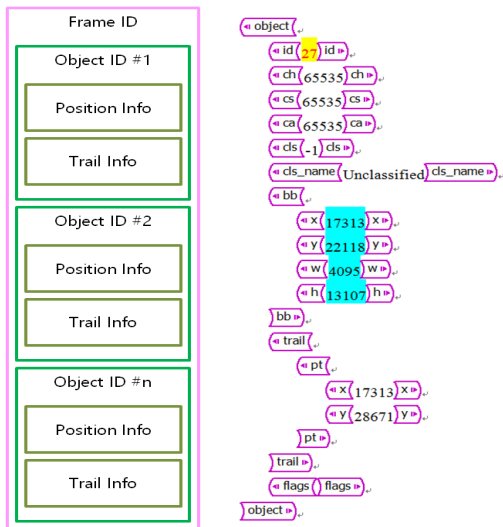 Frame ID
Object ID #1
Position Info
Trail Info
Object ID #2
Position Info
Trail Info
Object ID #n
Position Info
Trail Info
object
id 27 id
ch 65535 ch
cs 65535 cs
ca 65535 ca
cls -1 cls
cls_name Unclassified cls_name
bb
x 17313 x
y 22118 y
w 4095 w
h 13107 h
bb
trail
pt
x 17313 x
y 28671 y
pt
trail
flags flags
object